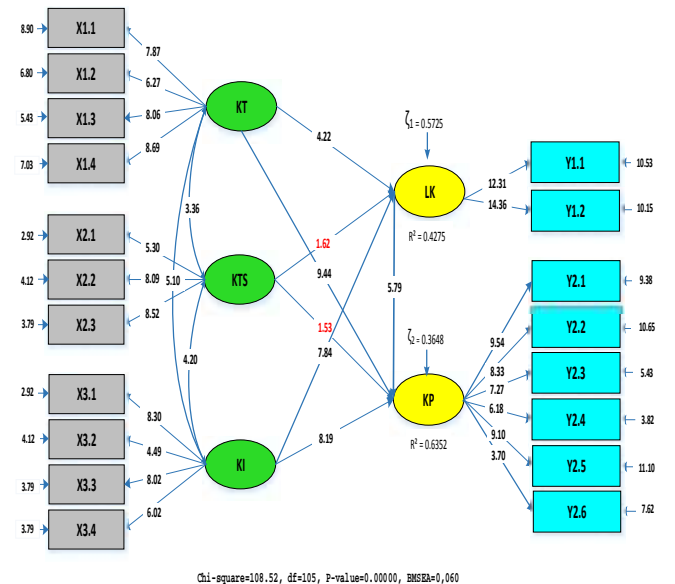 8.90 X1.1
7.87
6.80 X1.2
6.27
5.43 X1.3
8.06
7.03 X1.4
8.69
KT
4.22
ζ1 = 0.5725
LK
R² = 0.4275
12.31
14.36
Y1.1 10.53
Y1.2 10.15
3.36
2.92 X2.1
5.30
4.12 X2.2
8.09
3.79 X2.3
8.52
5.10
KTS
1.62
9.44
5.79
1.53
7.84
4.20
ζ2 = 0.3648
KP
R² = 0.6352
Y2.1 9.38
Y2.2 10.65
Y2.3 5.43
Y2.4 3.82
Y2.5 11.10
Y2.6 7.62
9.54
8.33
7.27
6.18
9.10
3.70
2.92 X3.1
8.30
4.12 X3.2
4.49
3.79 X3.3
8.02
3.79 X3.4
6.02
KI
8.19
Chi-square=108.52, df=105, P-value=0.00000, BMSEA=0,060